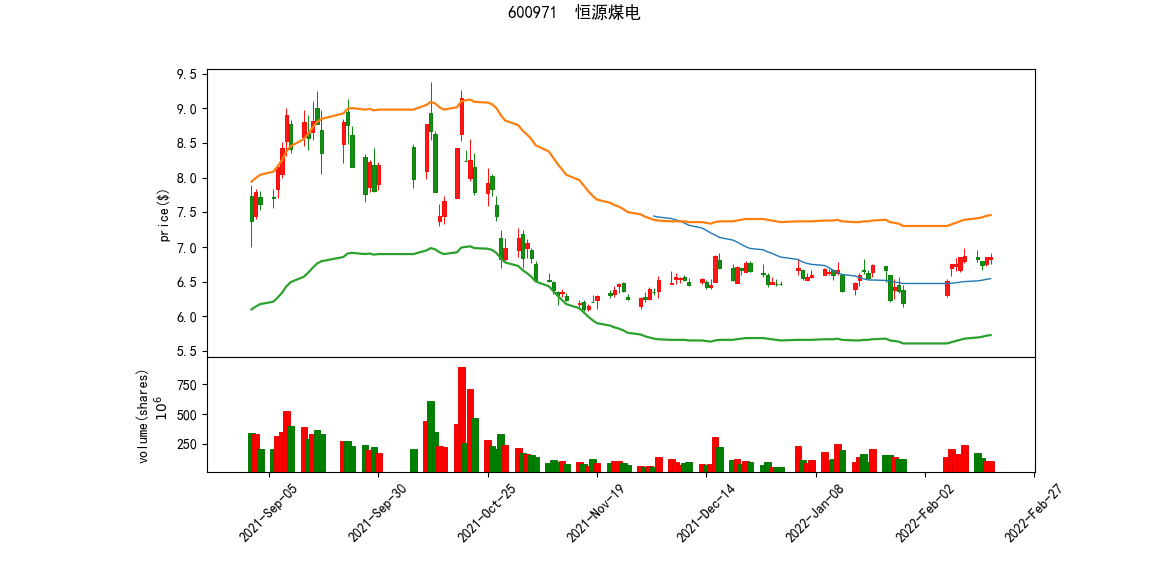 600971 恒源煤电
price($)
9.5
9.0
8.5
8.0
7.5
7.0
6.5
6.0
5.5
volume(shares)
10^6
750
500
250
2021-Sep-05
2021-Sep-30
2021-Oct-25
2021-Nov-19
2021-Dec-14
2022-Jan-08
2022-Feb-02
2022-Feb-27